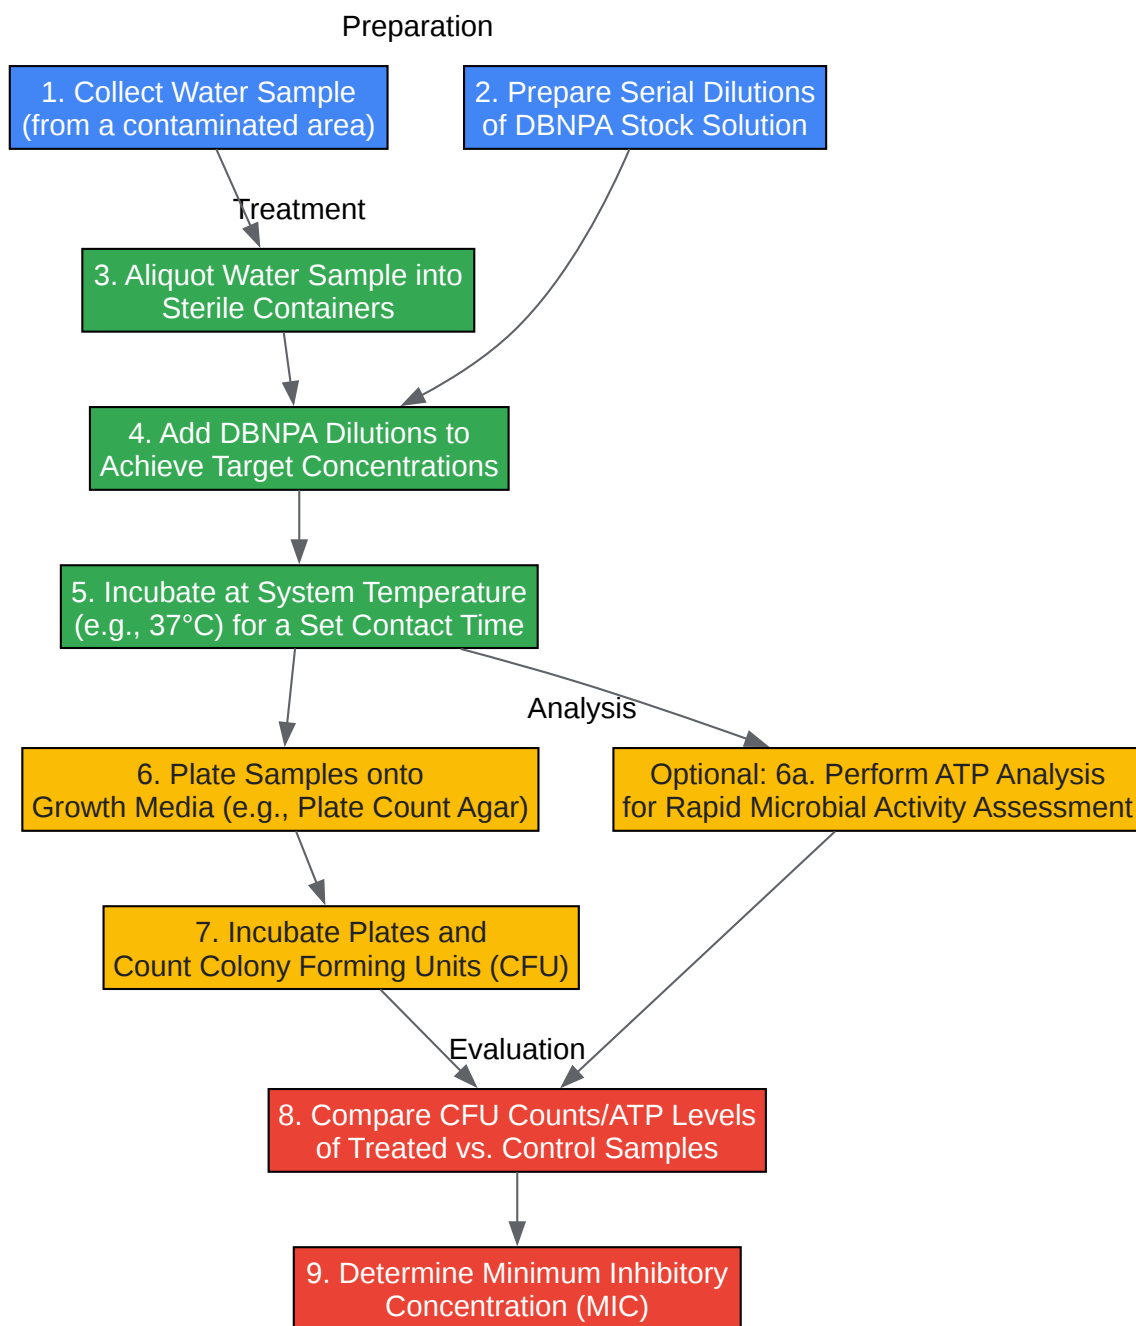 Preparation
1. Collect Water Sample
(from a contaminated area)
2. Prepare Serial Dilutions
of DBNPA Stock Solution
Treatment
3. Aliquot Water Sample into
Sterile Containers
4. Add DBNPA Dilutions to
Achieve Target Concentrations
5. Incubate at System Temperature
(e.g., 37°C) for a Set Contact Time
Analysis
6. Plate Samples onto
Growth Media (e.g., Plate Count Agar)
Optional: 6a. Perform ATP Analysis
for Rapid Microbial Activity Assessment
7. Incubate Plates and
Count Colony Forming Units (CFU)
Evaluation
8. Compare CFU Counts/ATP Levels
of Treated vs. Control Samples
9. Determine Minimum Inhibitory
Concentration (MIC)